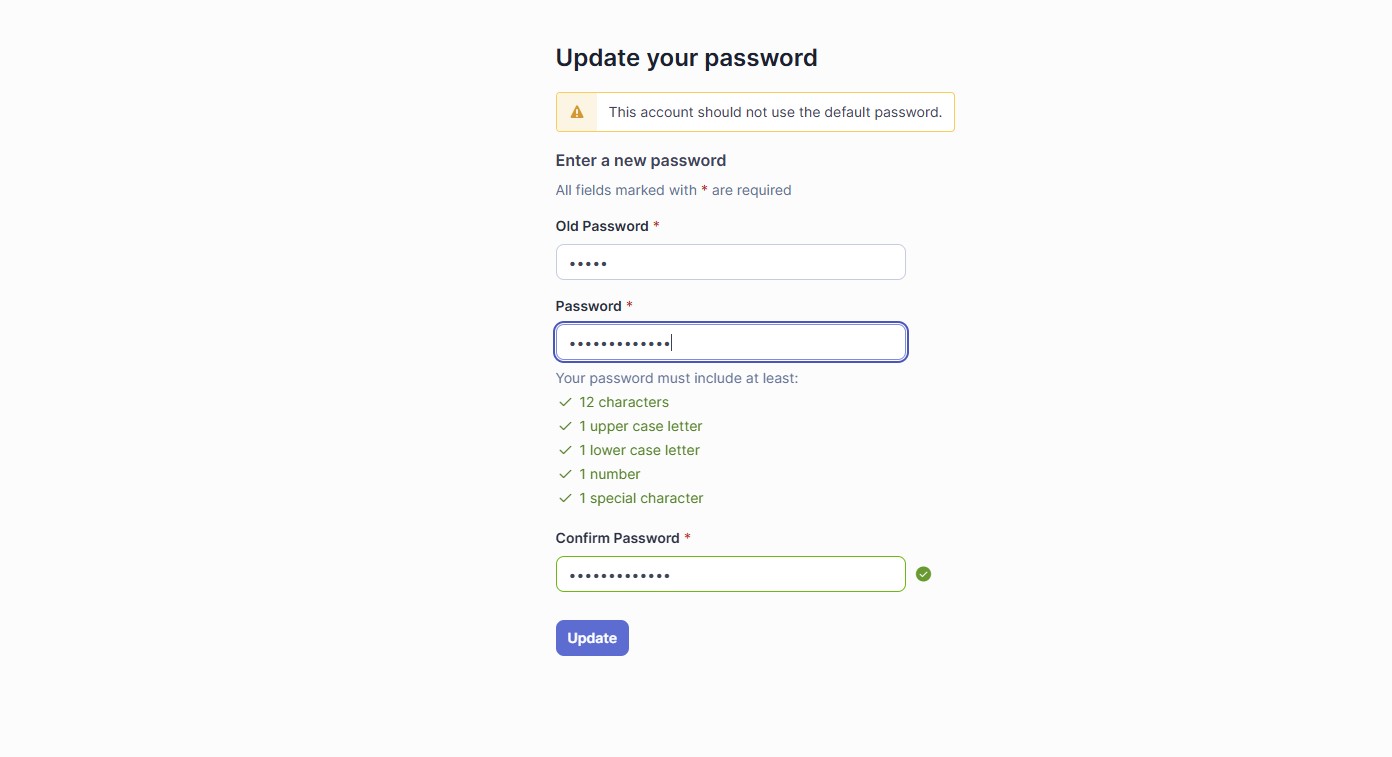 Update your password
This account should not use the default password.
Enter a new password
All fields marked with * are required
Old Password *
•••••
Password *
•••••••••••••
Your password must include at least:
12 characters
1 upper case letter
1 lower case letter
1 number
1 special character
Confirm Password *
•••••••••••••
Update